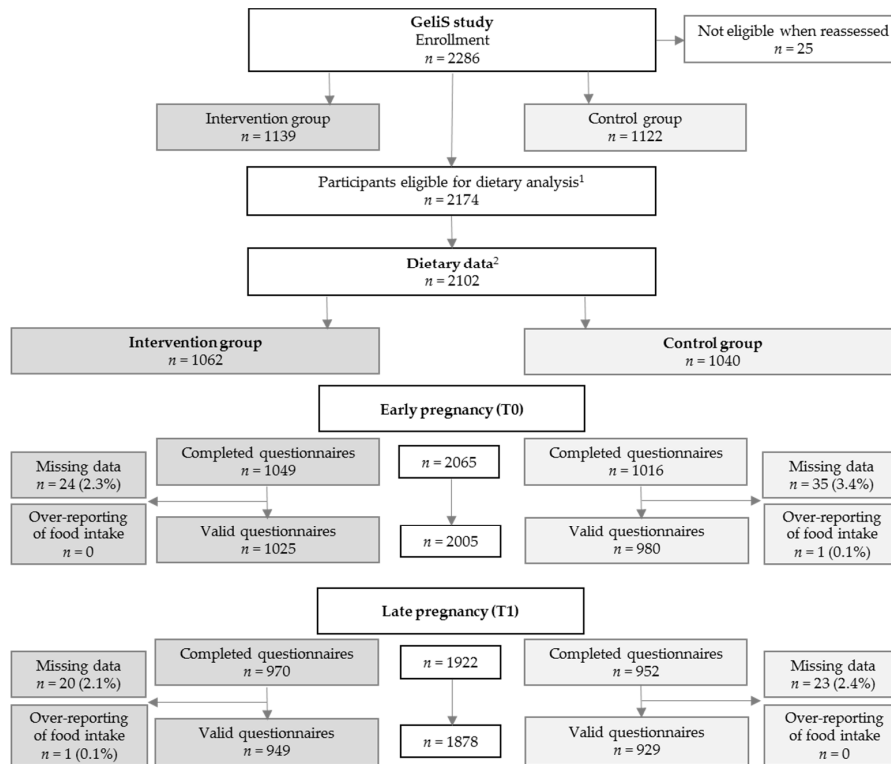 GeliS study
Enrollment
n = 2286
Not eligible when reassessed
n = 25
Intervention group
n = 1139
Control group
n = 1122
Participants eligible for dietary analysis1
n = 2174
Dietary data2
n = 2102
Intervention group
n = 1062
Control group
n = 1040
Early pregnancy (T0)
Missing data
n = 24 (2.3%)
Completed questionnaires
n = 1049
n = 2065
Completed questionnaires
n = 1016
Missing data
n = 35 (3.4%)
Over-reporting
of food intake
n = 0
Valid questionnaires
n = 1025
n = 2005
Valid questionnaires
n = 980
Over-reporting
of food intake
n = 1 (0.1%)
Late pregnancy (T1)
Missing data
n = 20 (2.1%)
Completed questionnaires
n = 970
n = 1922
Completed questionnaires
n = 952
Missing data
n = 23 (2.4%)
Over-reporting
of food intake
n = 1 (0.1%)
Valid questionnaires
n = 949
n = 1878
Valid questionnaires
n = 929
Over-reporting
of food intake
n = 0